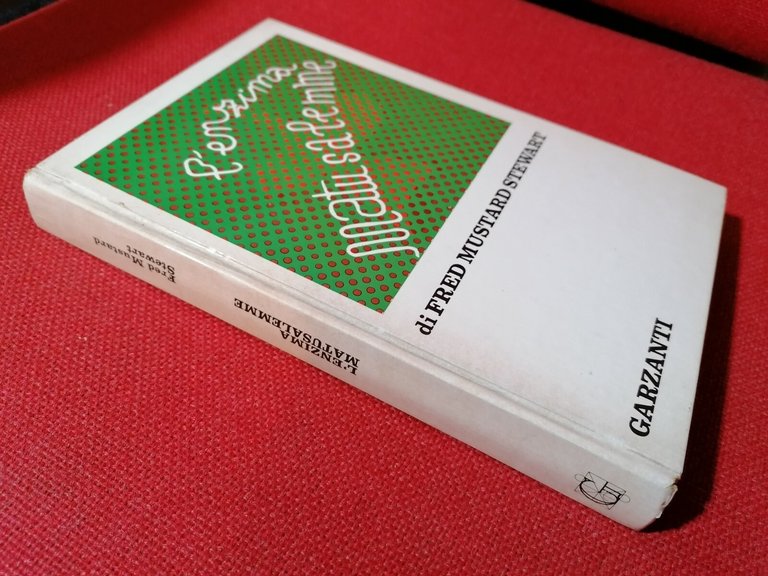 l'enzima
matusalemme
di FRED MUSTARD STEWART
GARZANTI
Fred Mustard
Stewart
L'ENZIMA
MATUSALEMME
G